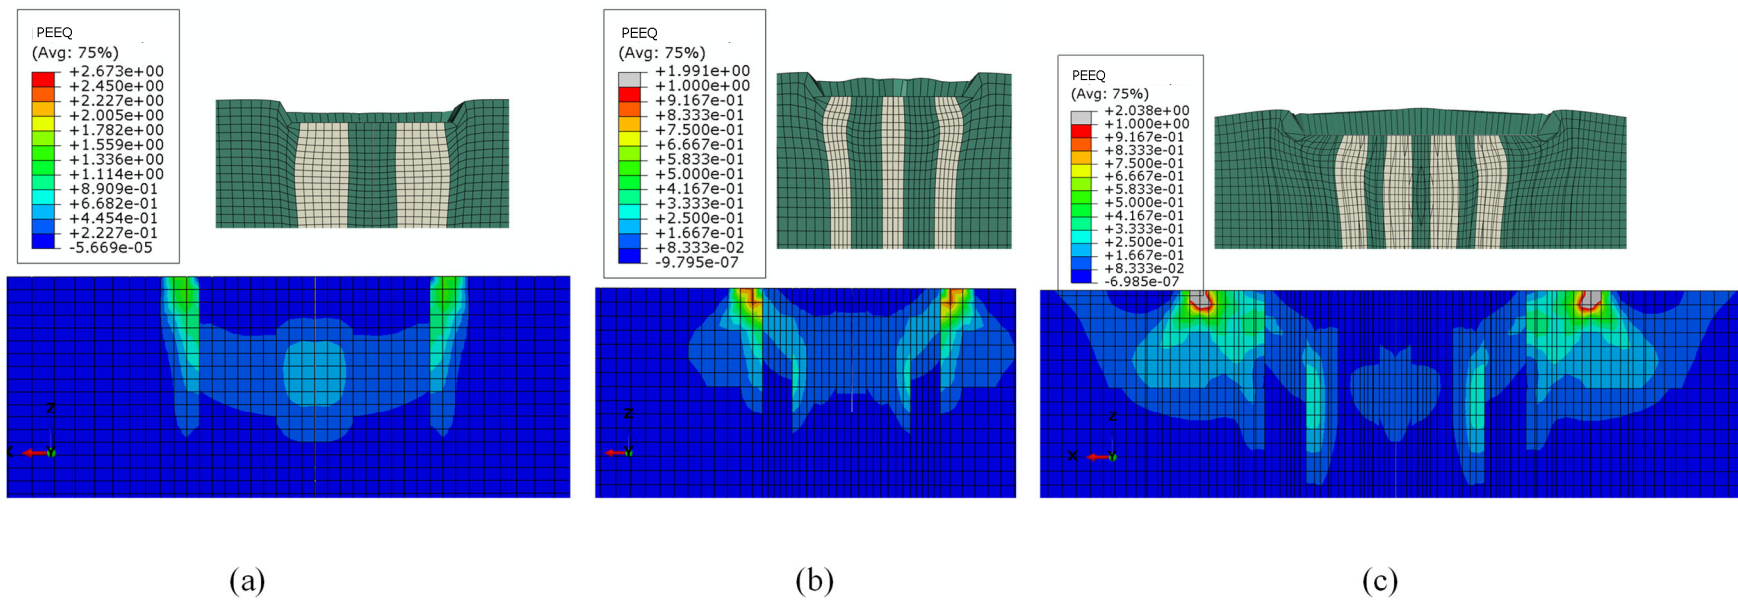 PEEQ
(Avg: 75%)
+2.673e+00
+2.450e+00
+2.227e+00
+2.005e+00
+1.782e+00
+1.559e+00
+1.336e+00
+1.114e+00
+8.909e-01
+6.682e-01
+4.454e-01
+2.227e-01
-5.669e-05
PEEQ
(Avg: 75%)
+1.991e+00
+1.000e+00
+9.167e-01
+8.333e-01
+7.500e-01
+6.667e-01
+5.833e-01
+5.000e-01
+4.167e-01
+3.333e-01
+2.500e-01
+1.667e-01
+8.333e-02
-9.795e-07
PEEQ
(Avg: 75%)
+2.038e+00
+1.000e+00
+9.167e-01
+8.333e-01
+7.500e-01
+6.667e-01
+5.833e-01
+5.000e-01
+4.167e-01
+3.333e-01
+2.500e-01
+1.667e-01
+8.333e-02
-6.985e-07
Z
X Y
Z
Y
Z
X Y
(a)
(b)
(c)